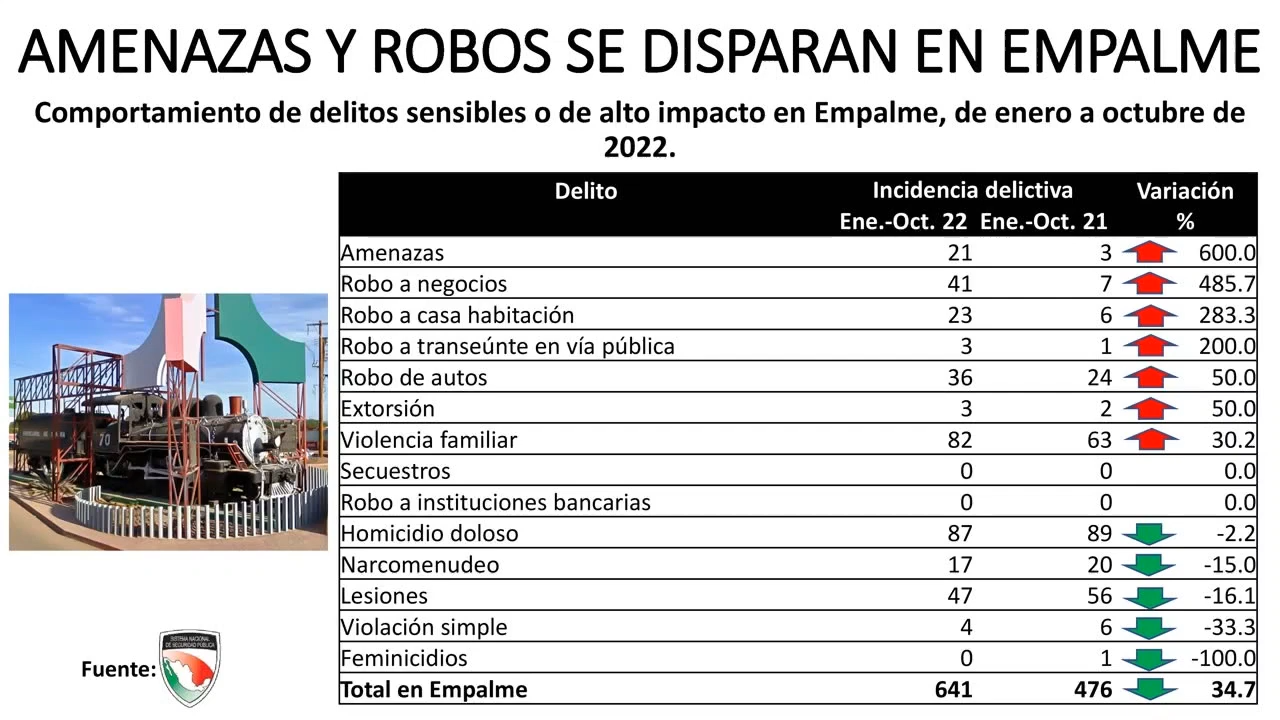 AMENAZAS Y ROBOS SE DISPARAN EN EMPALME
Comportamiento de delitos sensibles o de alto impacto en Empalme, de enero a octubre de
2022.
Delito Incidencia delictiva Variación
Ene.-Oct. 22 Ene.-Oct. 21 %
Amenazas 21 3 600.0
Robo a negocios 41 7 485.7
Robo a casa habitación 23 6 283.3
Robo a transeúnte en vía pública 3 1 200.0
Robo de autos 36 24 50.0
Extorsión 3 2 50.0
Violencia familiar 82 63 30.2
Secuestros 0 0 0.0
Robo a instituciones bancarias 0 0 0.0
Homicidio doloso 87 89 -2.2
Narcomenudeo 17 20 -15.0
Lesiones 47 56 -16.1
Violación simple 4 6 -33.3
Feminicidios 0 1 -100.0
Total en Empalme 641 476 34.7
70
Fuente:
SISTEMA NACIONAL
DE SEGURIDAD PÚBLICA